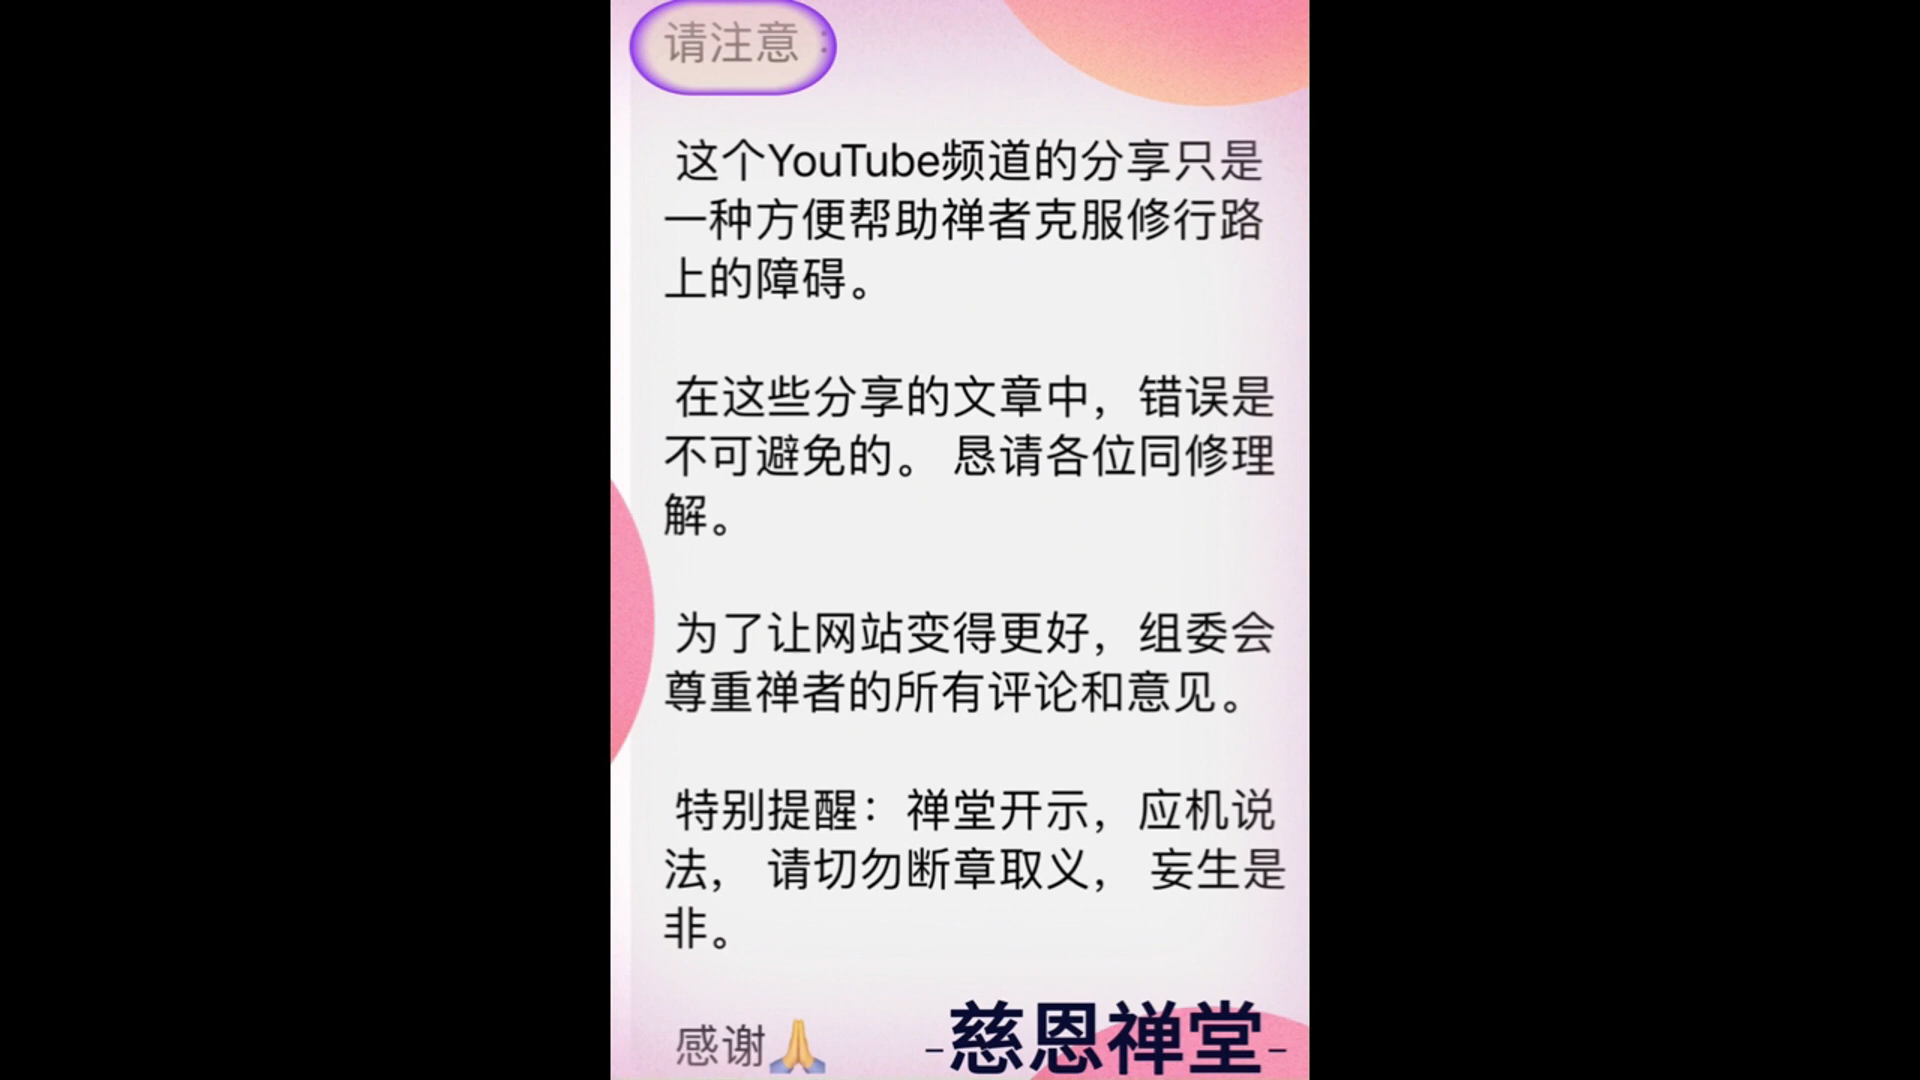 请注意：
这个YouTube频道的分享只是
一种方便帮助禅者克服修行路
上的障碍。
在这些分享的文章中，错误是
不可避免的。 恳请各位同修理
解。
为了让网站变得更好，组委会
尊重禅者的所有评论和意见。
特别提醒：禅堂开示，应机说
法， 请切勿断章取义， 妄生是
非。
感谢🙏
-慈恩禅堂-